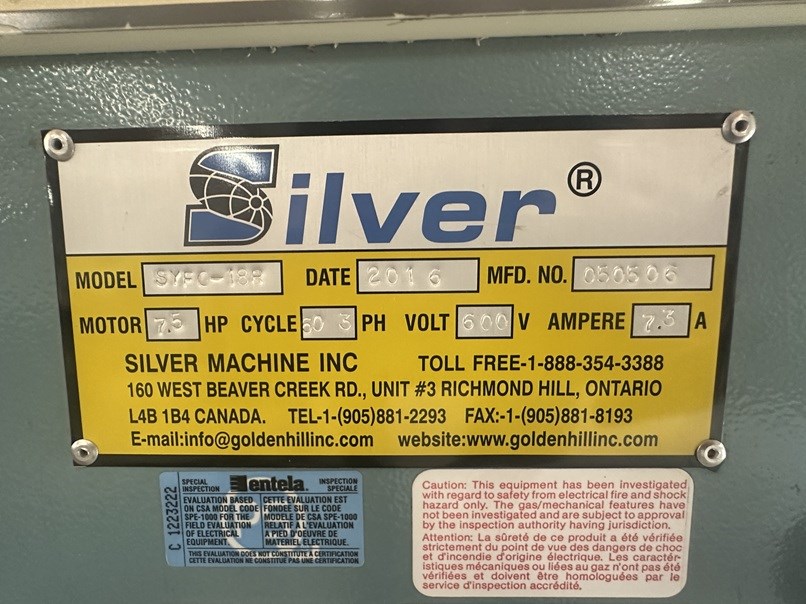 Silver®
MODEL SYFC-18R DATE 2016 MFD. NO. 050506
MOTOR 7.5 HP CYCLE 60 3 PH VOLT 600 V AMPERE 7.3 A
SILVER MACHINE INC TOLL FREE-1-888-354-3388
160 WEST BEAVER CREEK RD., UNIT #3 RICHMOND HILL, ONTARIO
L4B 1B4 CANADA. TEL-1-(905)881-2293 FAX:-1-(905)881-8193
E-mail:info@goldenhillinc.com website:www.goldenhillinc.com
C 1223222
SPECIAL INSPECTION entela. INSPECTION SPECIALE
EVALUATION BASED
ON CSA MODEL CODE
SPE-1000 FOR THE
FIELD EVALUATION
OF ELECTRICAL
EQUIPMENT.
CETTE EVALUATION EST
FONDEE SUR LE CODE
MODELE DE CSA SPE-1000
RELATIF A L'EVALUATION
A PIED D'OEUVRE DE
MATERIEL ELECTRIQUE.
THIS EVALUATION DOES NOT CONSTITUTE A CERTIFICATION
CETTE EVALUATION NE CONSTITUE PAS UNE CERTIFICATION
Caution: This equipment has been investigated
with regard to safety from electrical fire and shock
hazard only. The gas/mechanical features have
not been investigated and are subject to approval
by the inspection authority having jurisdiction.
Attention: La sûreté de ce produit a été vérifiée
strictement du point de vue des dangers de choc
et d'incendie d'origine électrique. Les caractér-
istiques mécaniques ou liées au gaz n'ont pas été
vérifiées et doivent être homologuées par le
service d'inspection accrédité.